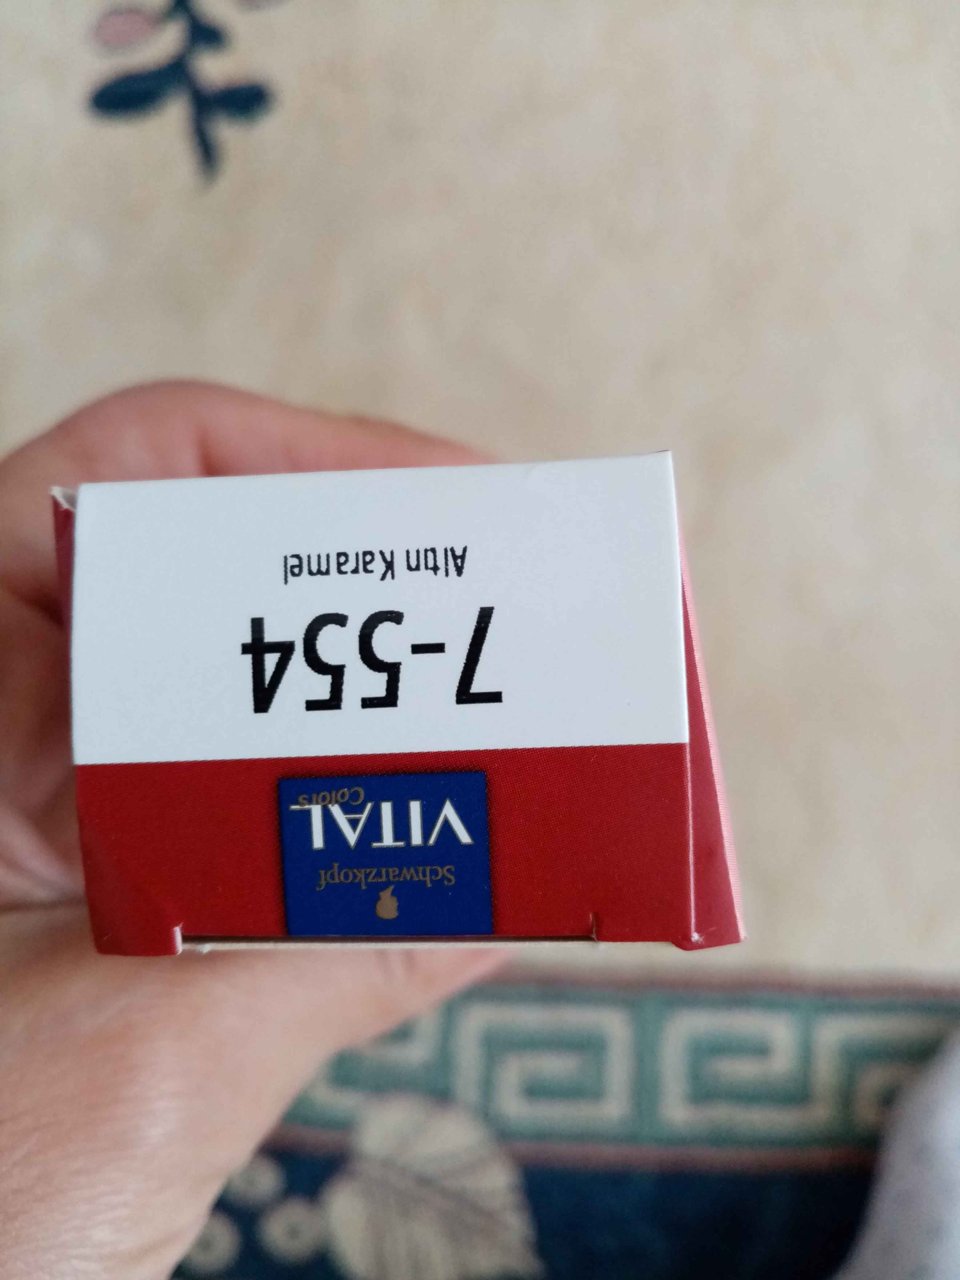 Schwarzkopf
VITAL
Colors
7-554
Altın Karamel